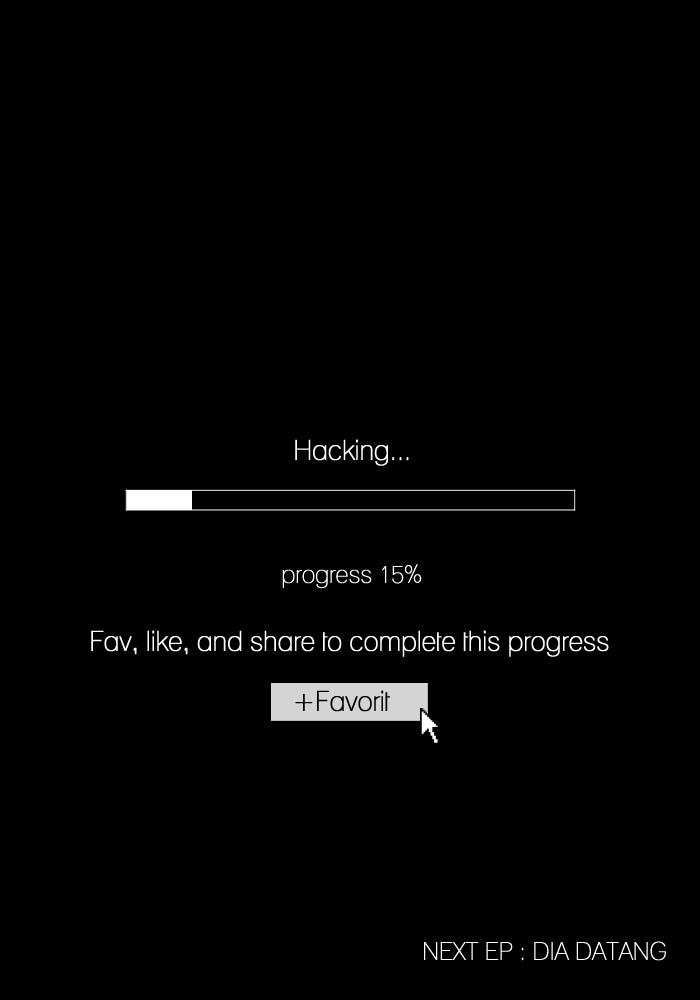 Hacking...
progress 15%
Fav, like, and share to complete this progress
+Favorit
NEXT EP : DIA DATANG